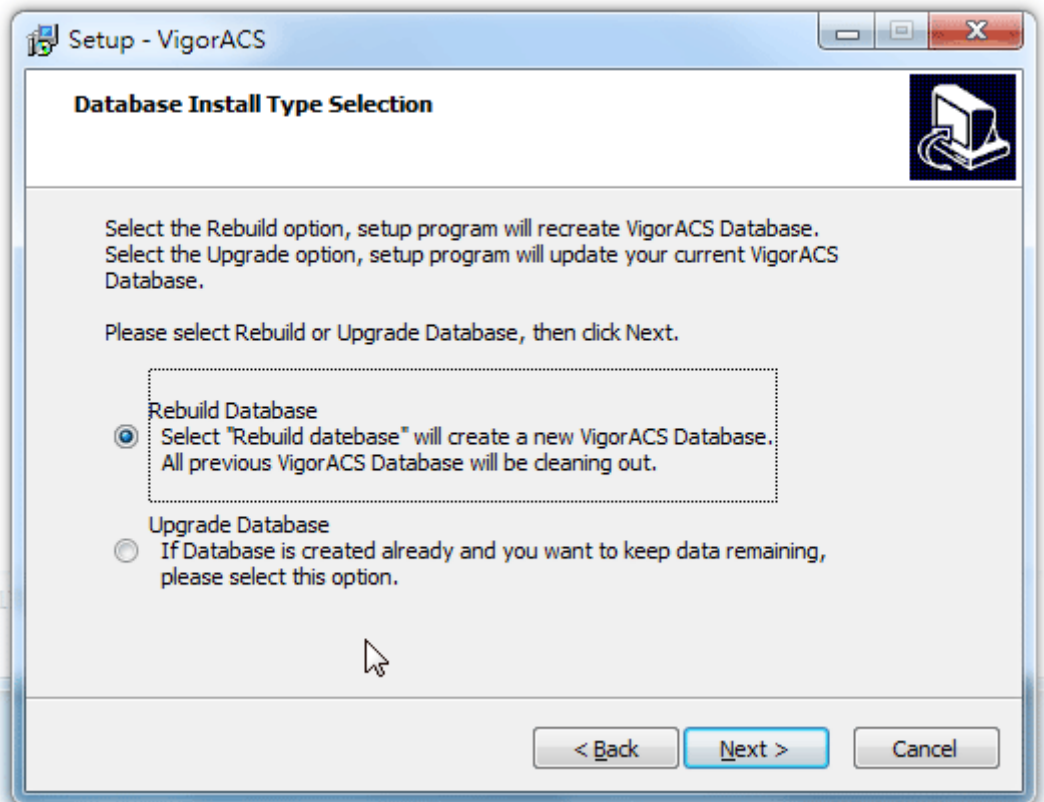 Setup - VigorACS
Database Install Type Selection
Select the Rebuild option, setup program will recreate VigorACS Database.
Select the Upgrade option, setup program will update your current VigorACS
Database.
Please select Rebuild or Upgrade Database, then click Next.
Rebuild Database
Select "Rebuild datebase" will create a new VigorACS Database.
All previous VigorACS Database will be cleaning out.
Upgrade Database
If Database is created already and you want to keep data remaining,
please select this option.
< Back
Next >
Cancel